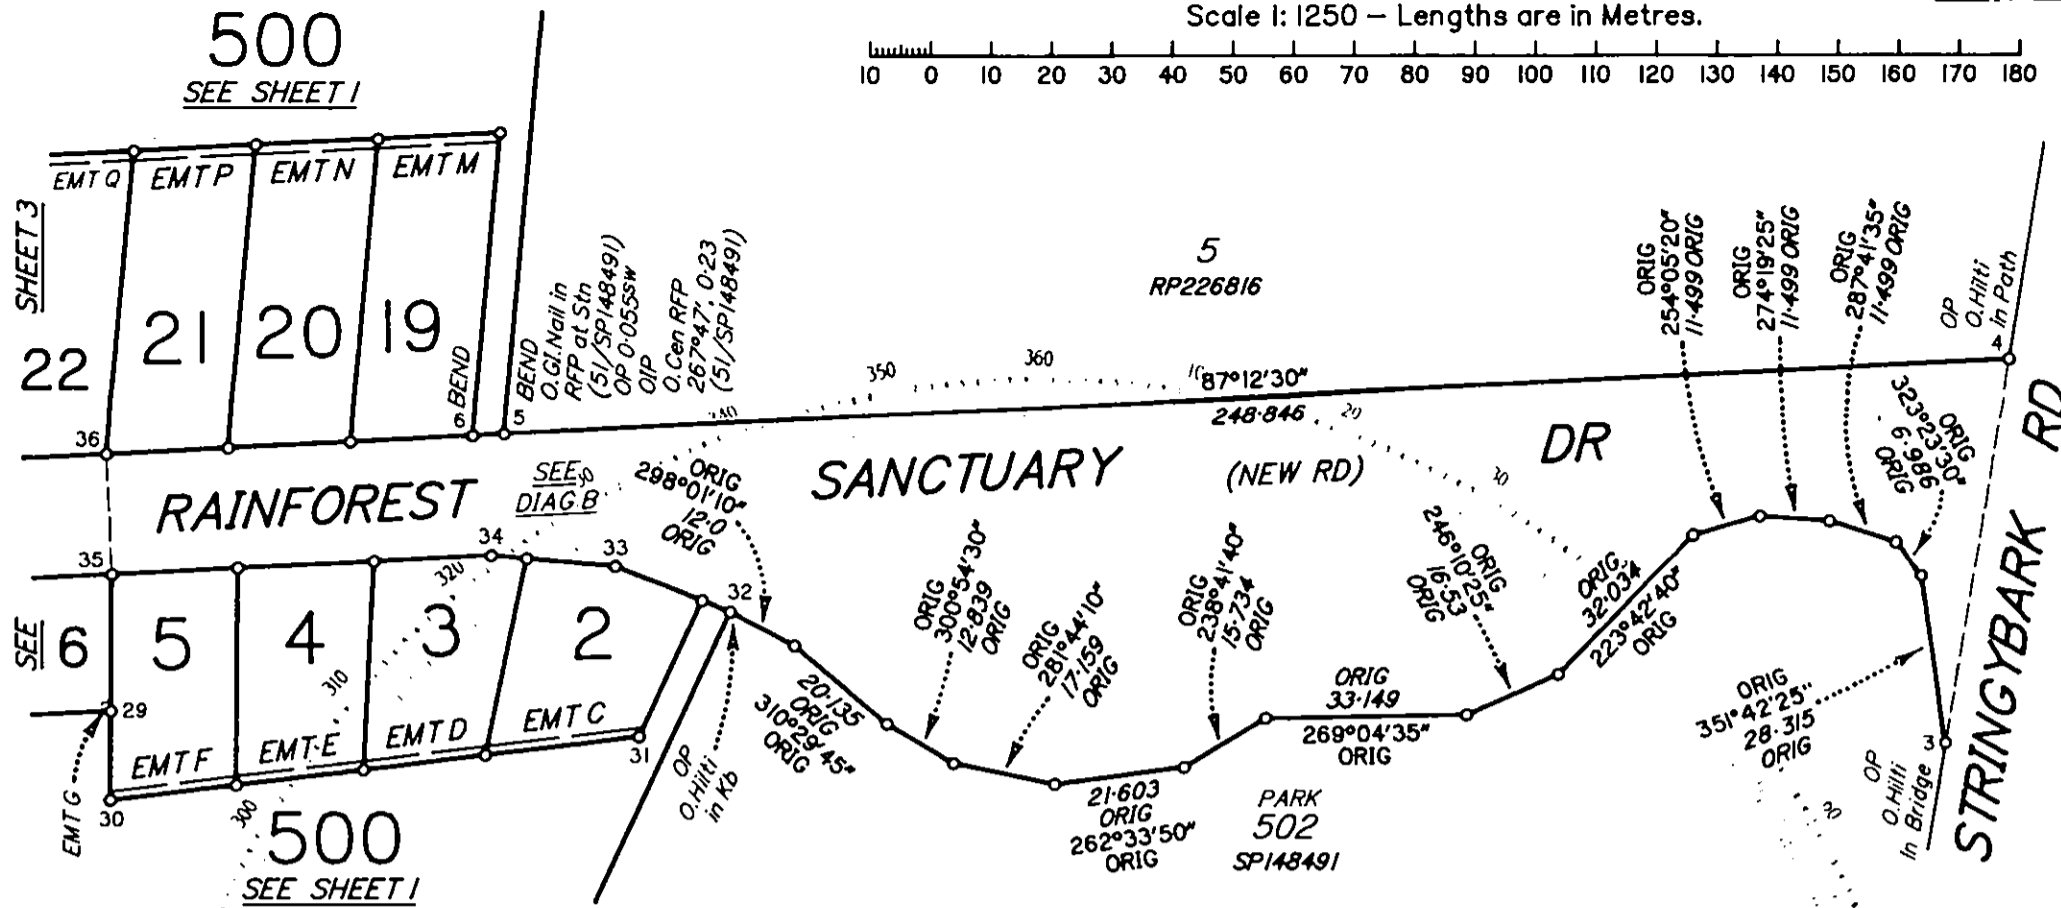 Scale 1: 1250 – Lengths are in Metres.
10 0 10 20 30 40 50 60 70 80 90 100 110 120 130 140 150 160 170 180
500
SEE SHEET 1
EMT Q
EMT P
EMT N
EMT M
SHEET 3
22
21
20
19
BEND
6
5
BEND
O.Gl.Nail in
RFP at Stn
(51/SP148491)
OP 0·055SW
OIP
O.Cen RFP
267°47', 0·23
(51/SP148491)
5
RP226816
340
350
360
10
20
30
87°12'30"
248·846
ORIG
254°05'20"
11·499 ORIG
ORIG
274°19'25"
11·499 ORIG
ORIG
287°41'35"
11·499 ORIG
OP
O.Hilti
in Path
4
ORIG
323°23'30"
6·986
ORIG
36
RAINFOREST
SANCTUARY
(NEW RD)
DR
SEE
DIAG.B
ORIG
298°01'10"
12·0
ORIG
35
34
33
32
320
310
300
SEE
6
5
4
3
2
29
30
31
EMT G
EMT F
EMT E
EMT D
EMT C
500
SEE SHEET 1
OP
O.Hilti
in Kb
20·135
ORIG
310°29'45"
ORIG
ORIG
300°54'30"
12·839
ORIG
ORIG
281°44'10"
17·159
ORIG
21·603
ORIG
262°33'50"
ORIG
ORIG
238°41'40"
15·734
ORIG
ORIG
33·149
269°04'35"
ORIG
PARK
502
SP148491
ORIG
246°10'25"
16·53
ORIG
ORIG
32·034
223°42'40"
ORIG
ORIG
351°42'25"
28·315
ORIG
3
OP
O.Hilti
in Bridge
STRINGYBARK RD